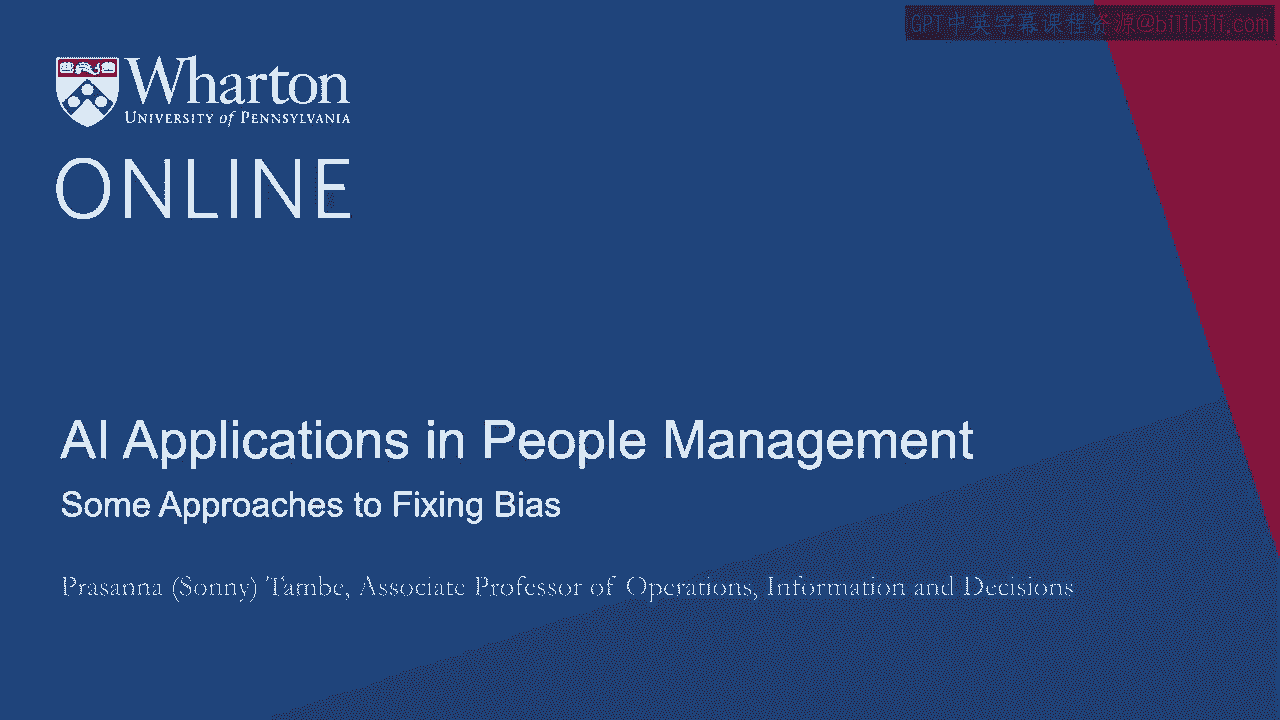 GPT中英字幕课程资源@bilibili.com
Wharton
UNIVERSITY of PENNSYLVANIA
ONLINE
AI Applications in People Management
Some Approaches to Fixing Bias
Prasanna (Sonny) Tambe, Associate Professor of Operations, Information and Decisions